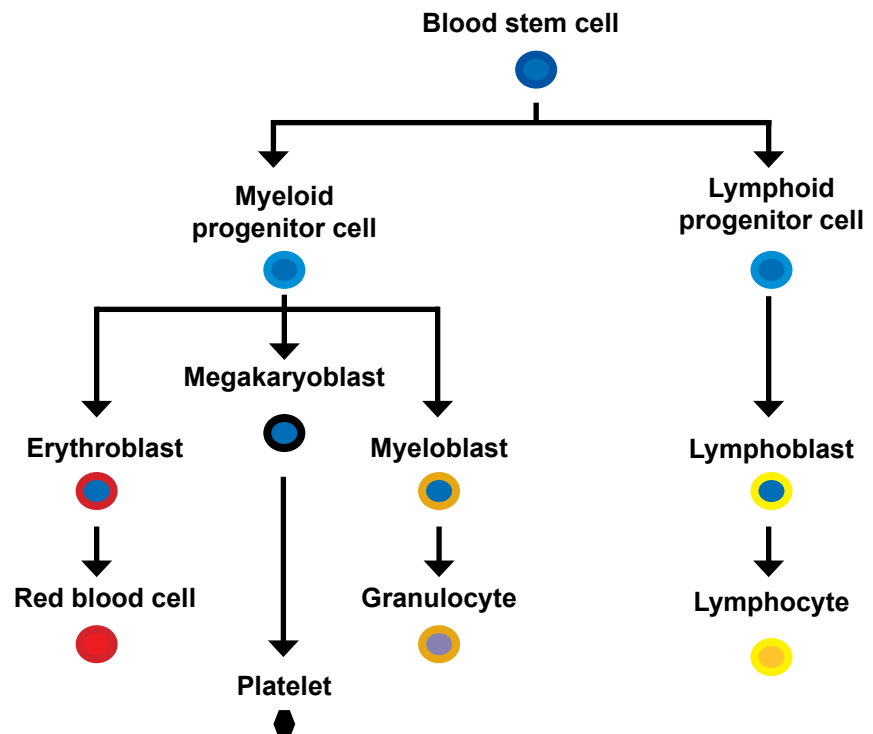 Blood stem cell
Myeloid
progenitor cell
Lymphoid
progenitor cell
Megakaryoblast
Erythroblast
Myeloblast
Lymphoblast
Red blood cell
Granulocyte
Lymphocyte
Platelet